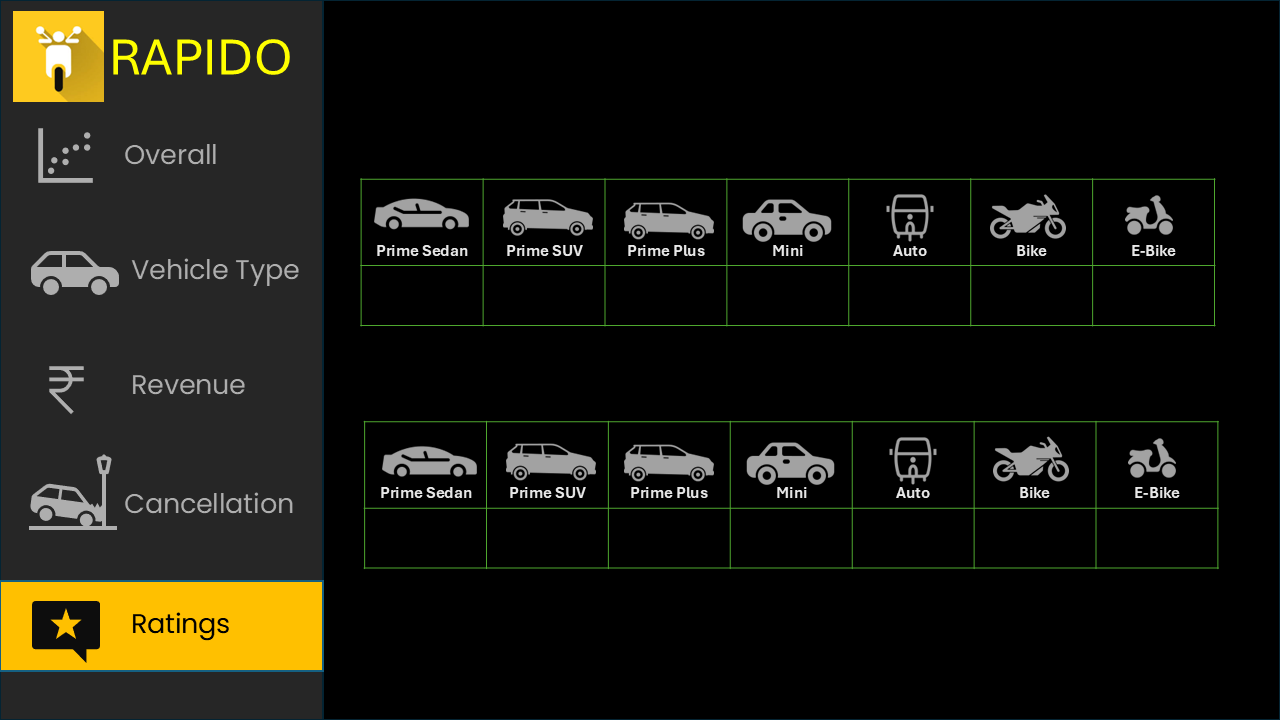 RAPIDO
Overall
Vehicle Type
Revenue
Cancellation
Ratings
Prime Sedan Prime SUV Prime Plus Mini Auto Bike E-Bike
Prime Sedan Prime SUV Prime Plus Mini Auto Bike E-Bike